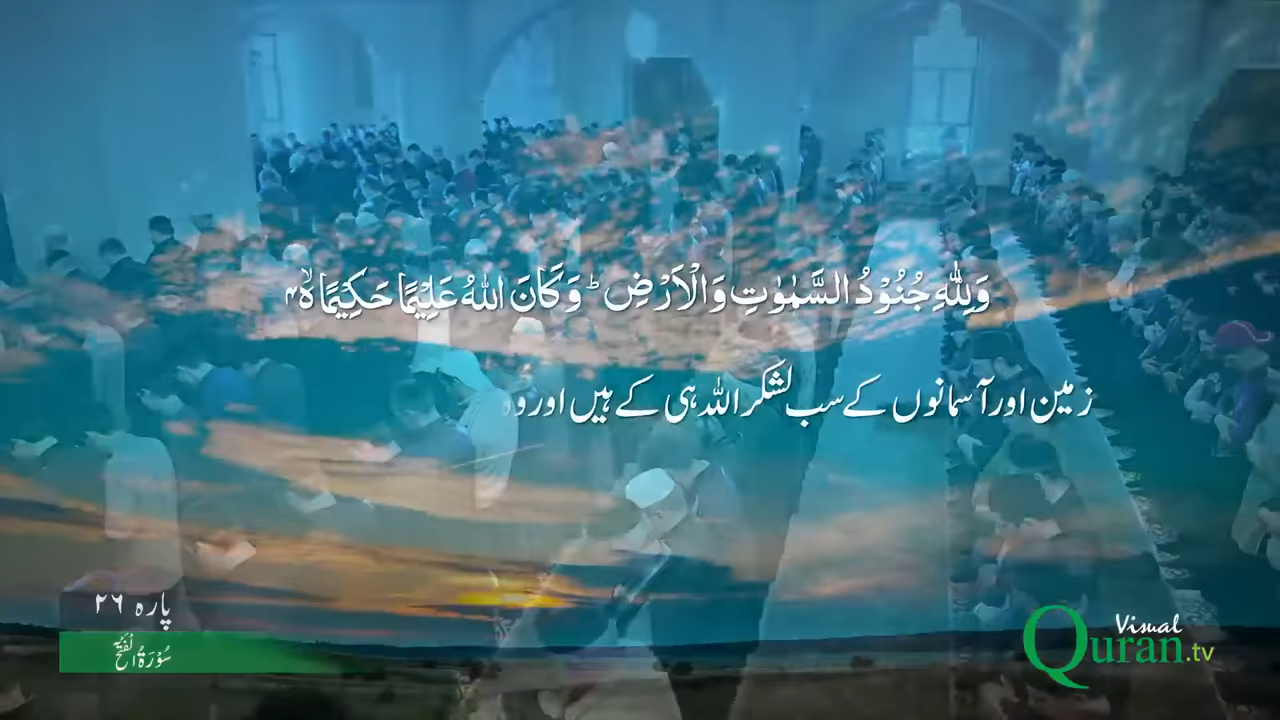 وَلِلّٰهِ جُنُوۡدُ السَّمٰوٰتِ وَالۡاَرۡضِ ؕ وَكَانَ اللّٰهُ عَلِيۡمًا حَكِيۡمًا ۙ‏﴿۴﴾
زمین اور آسمانوں کے سب لشکر اللہ ہی کے ہیں اور وہ
پارہ ۲۶
سُوۡرَةُ الۡفَتۡح
Visual
Quran.tv